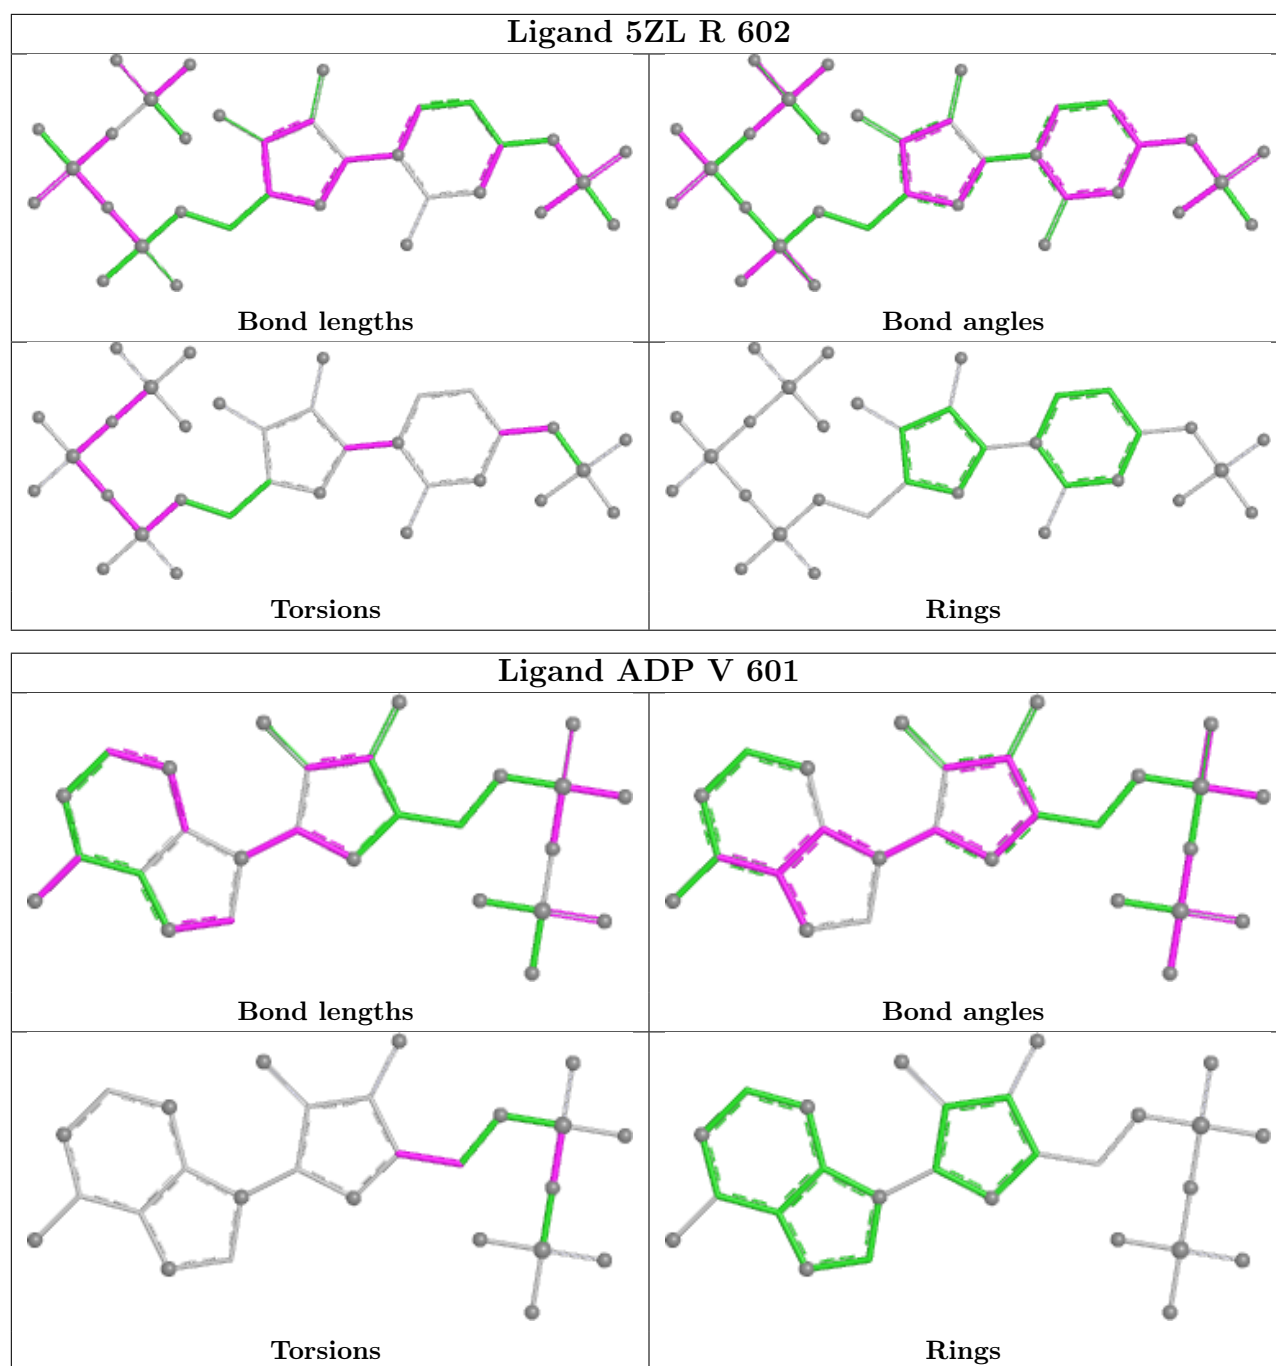 Ligand 5ZL R 602
Bond lengths
Bond angles
Torsions
Rings
Ligand ADP V 601
Bond lengths
Bond angles
Torsions
Rings